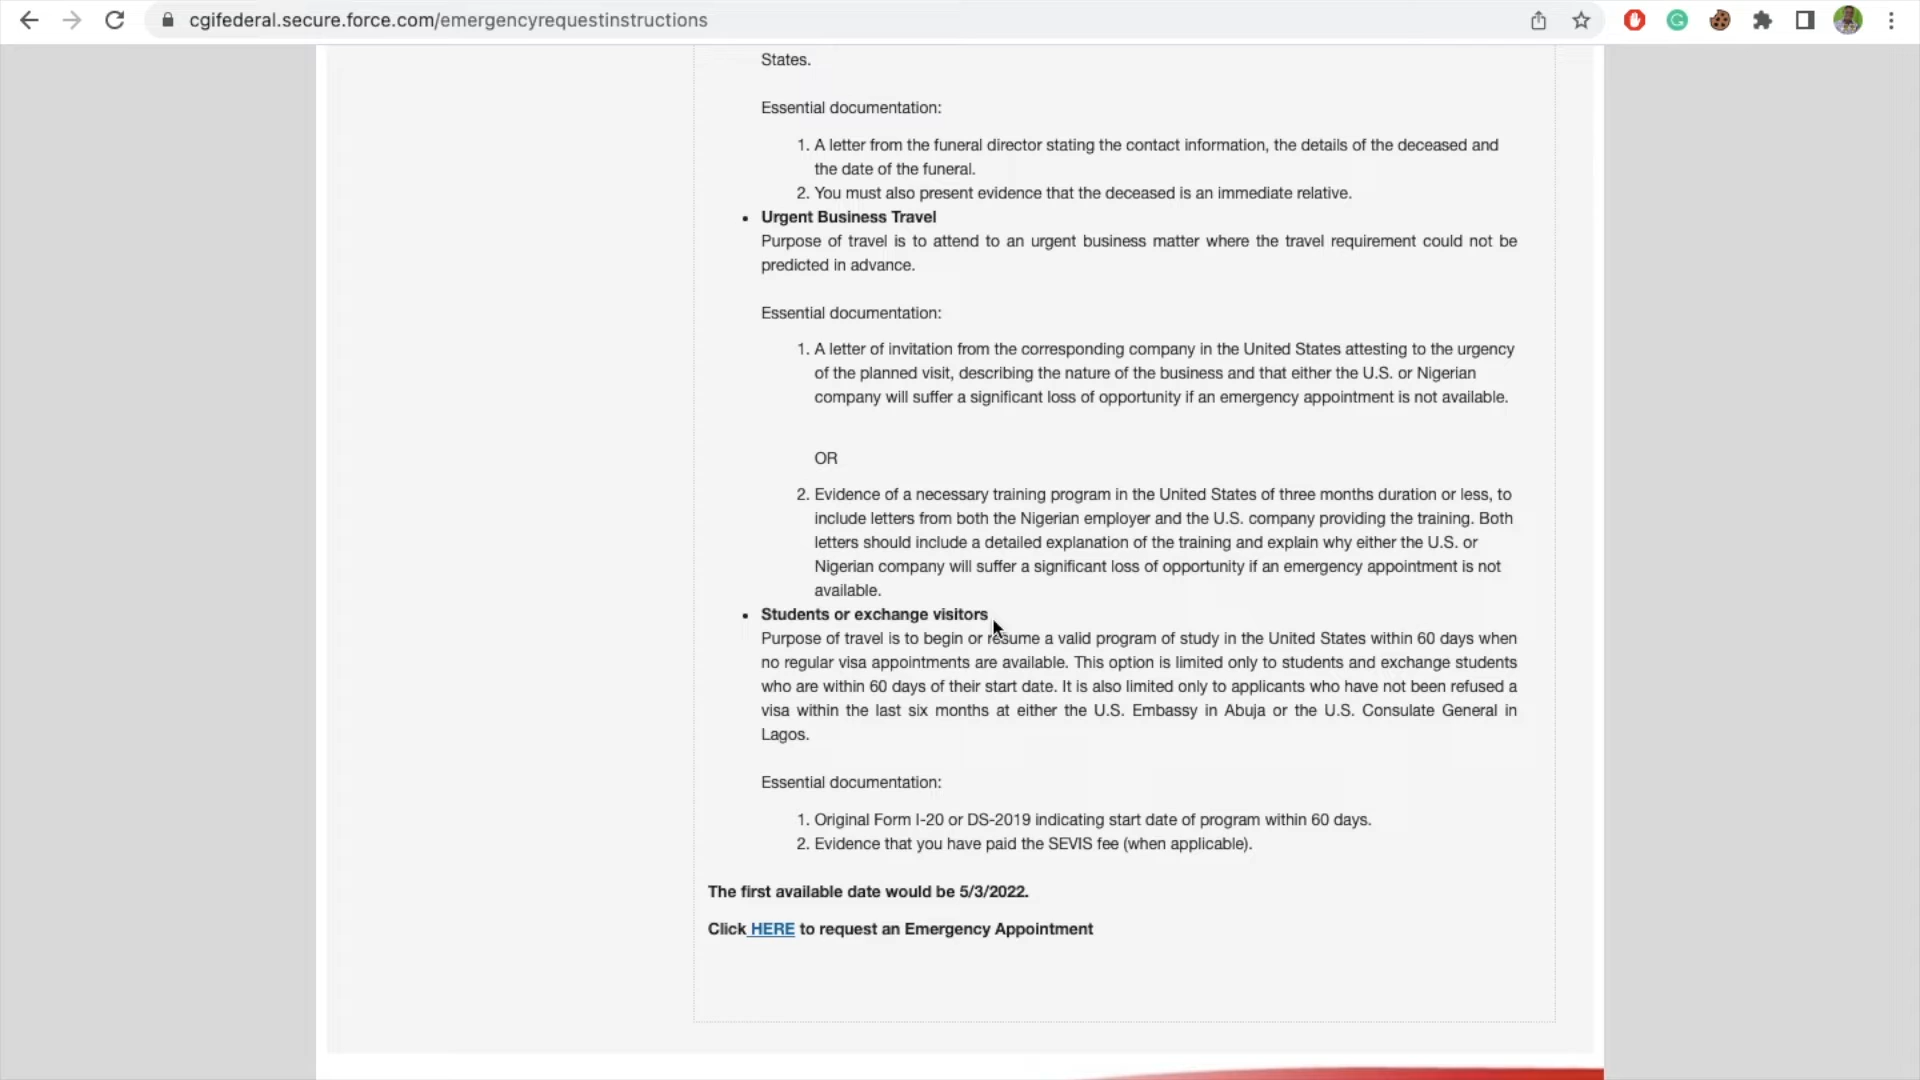 cgifederal.secure.force.com/emergencyrequestinstructions
States.
Essential documentation:
1. A letter from the funeral director stating the contact information, the details of the deceased and
the date of the funeral.
2. You must also present evidence that the deceased is an immediate relative.
• Urgent Business Travel
Purpose of travel is to attend to an urgent business matter where the travel requirement could not be
predicted in advance.
Essential documentation:
1. A letter of invitation from the corresponding company in the United States attesting to the urgency
of the planned visit, describing the nature of the business and that either the U.S. or Nigerian
company will suffer a significant loss of opportunity if an emergency appointment is not available.
OR
2. Evidence of a necessary training program in the United States of three months duration or less, to
include letters from both the Nigerian employer and the U.S. company providing the training. Both
letters should include a detailed explanation of the training and explain why either the U.S. or
Nigerian company will suffer a significant loss of opportunity if an emergency appointment is not
available.
• Students or exchange visitors
Purpose of travel is to begin or resume a valid program of study in the United States within 60 days when
no regular visa appointments are available. This option is limited only to students and exchange students
who are within 60 days of their start date. It is also limited only to applicants who have not been refused a
visa within the last six months at either the U.S. Embassy in Abuja or the U.S. Consulate General in
Lagos.
Essential documentation:
1. Original Form I-20 or DS-2019 indicating start date of program within 60 days.
2. Evidence that you have paid the SEVIS fee (when applicable).
The first available date would be 5/3/2022.
Click HERE to request an Emergency Appointment